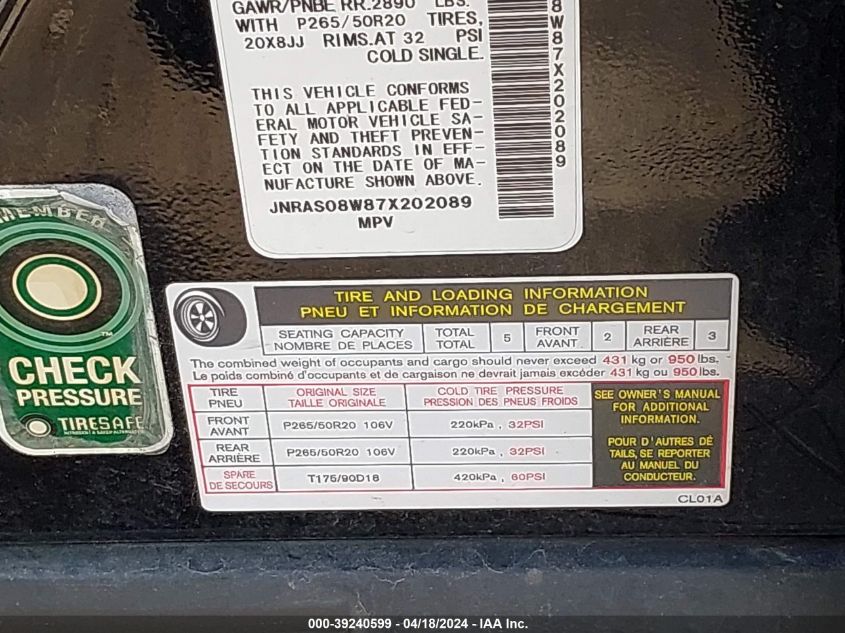 GAWR/PNBE RR.2890 LBS.
WITH P265/50R20 TIRES,
20X8JJ RIMS.AT 32 PSI
COLD SINGLE.
THIS VEHICLE CONFORMS
TO ALL APPLICABLE FED-
ERAL MOTOR VEHICLE SA-
FETY AND THEFT PREVEN-
TION STANDARDS IN EFF-
ECT ON THE DATE OF MA-
NUFACTURE SHOWN ABOVE.
JNRAS08W87X202089
MPV
8W87X202089
MEMBER
TM
CHECK
PRESSURE
TIRESAFE
TIRE AND LOADING INFORMATION
PNEU ET INFORMATION DE CHARGEMENT
SEATING CAPACITY TOTAL 5 FRONT 2 REAR 3
NOMBRE DE PLACES TOTAL AVANT ARRIÈRE
The combined weight of occupants and cargo should never exceed 431 kg or 950 lbs.
Le poids combiné d'occupants et de cargaison ne devrait jamais excéder 431 kg ou 950 lbs.
TIRE ORIGINAL SIZE COLD TIRE PRESSURE
PNEU TAILLE ORIGINALE PRESSION DES PNEUS FROIDS
FRONT
AVANT P265/50R20 106V 220kPa , 32PSI
REAR
ARRIÈRE P265/50R20 106V 220kPa , 32PSI
SPARE
DE SECOURS T175/90D18 420kPa , 60PSI
SEE OWNER'S MANUAL
FOR ADDITIONAL
INFORMATION.
POUR D'AUTRES DÉ
TAILS, SE REPORTER
AU MANUEL DU
CONDUCTEUR.
CL01A
000-39240599 - 04/18/2024 - IAA Inc.